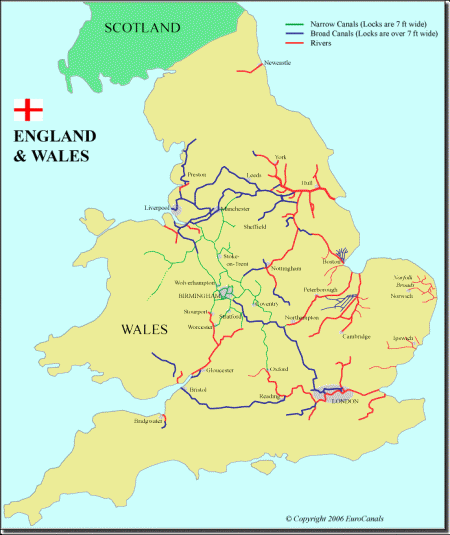 SCOTLAND
Narrow Canals (Locks are 7 ft wide)
Broad Canals (Locks are over 7 ft wide)
Rivers
Newcastle
ENGLAND
& WALES
York
Preston
Leeds
Hull
Liverpool
Manchester
Sheffield
Stoke-
on-Trent
Boston
Nottingham
Norfolk
Broads
Wolverhampton
Peterborough
Norwich
BIRMINGHAM
Coventry
Stourport
Stratford
Northampton
WALES
Worcester
Cambridge
Ipswich
Gloucester
Oxford
Bristol
Reading
LONDON
Bridgwater
© Copyright 2006 EuroCanals